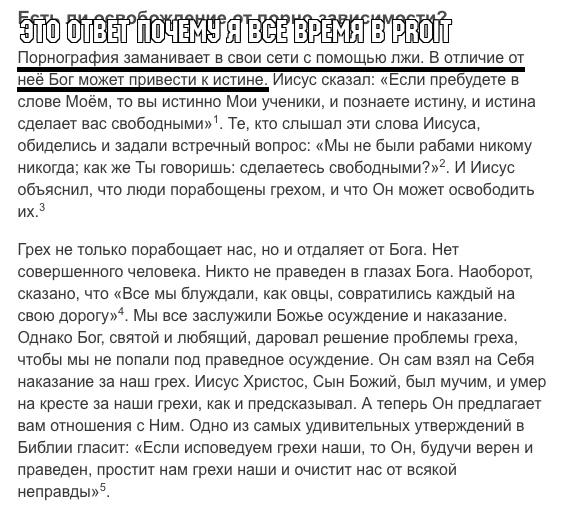 Есть ли освобождение от порно-зависимости?
ЭТО ОТВЕТ ПОЧЕМУ Я ВСЕ ВРЕМЯ В PROIT
Порнография заманивает в свои сети с помощью лжи. В отличие от
неё Бог может привести к истине. Иисус сказал: «Если пребудете в
слове Моём, то вы истинно Мои ученики, и познаете истину, и истина
сделает вас свободными»¹. Те, кто слышал эти слова Иисуса,
обиделись и задали встречный вопрос: «Мы не были рабами никому
никогда; как же Ты говоришь: сделаетесь свободными?»². И Иисус
объяснил, что люди порабощены грехом, и что Он может освободить
их.³
Грех не только порабощает нас, но и отдаляет от Бога. Нет
совершенного человека. Никто не праведен в глазах Бога. Наоборот,
сказано, что «Все мы блуждали, как овцы, совратились каждый на
свою дорогу»⁴. Мы все заслужили Божье осуждение и наказание.
Однако Бог, святой и любящий, даровал решение проблемы греха,
чтобы мы не попали под праведное осуждение. Он сам взял на Себя
наказание за наш грех. Иисус Христос, Сын Божий, был мучим, и умер
на кресте за наши грехи, как и предсказывал. А теперь Он предлагает
вам отношения с Ним. Одно из самых удивительных утверждений в
Библии гласит: «Если исповедуем грехи наши, то Он, будучи верен и
праведен, простит нам грехи наши и очистит нас от всякой
неправды»⁵.